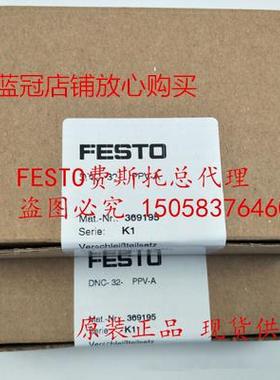 蓝冠店铺放心购买
FESTO
PPV-A
FESTO费斯托总代理
Mat.-Nr. 369195
盗图必究 15058376460
Serie: K1
Verschleißteilsatz
FESTO
DNC- 32- PPV-A
Mat.-Nr. 369195
原装正品 现货供
Serie: K1
Verschleißteilsatz